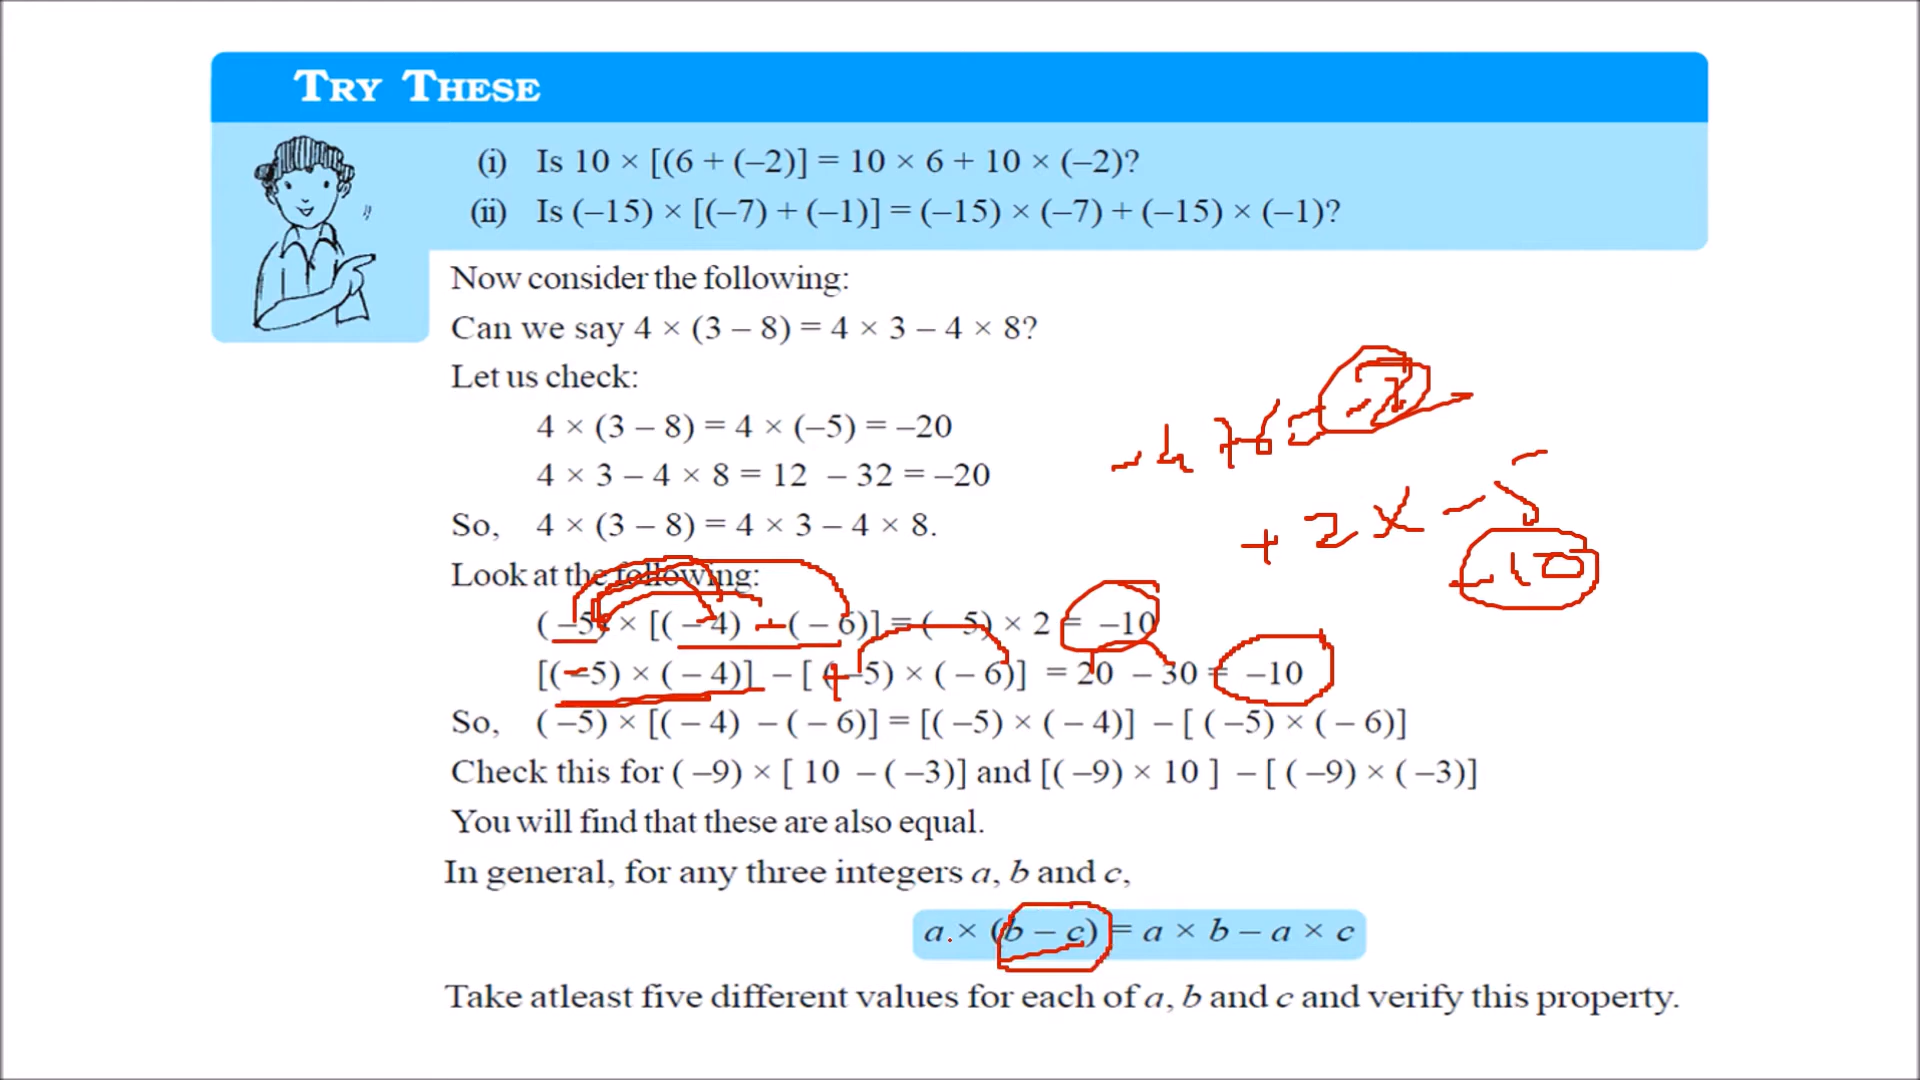 TRY THESE
(i) Is 10 × [(6 + (–2)] = 10 × 6 + 10 × (–2)?
(ii) Is (–15) × [(–7) + (–1)] = (–15) × (–7) + (–15) × (–1)?
Now consider the following:
Can we say 4 × (3 – 8) = 4 × 3 – 4 × 8?
Let us check:
4 × (3 – 8) = 4 × (–5) = –20
4 × 3 – 4 × 8 = 12 – 32 = –20
–4 + 6 =
So, 4 × (3 – 8) = 4 × 3 – 4 × 8.
+ 2 × – 5
Look at the following:
– 10
( –5) × [( – 4) – ( – 6)] = ( – 5) × 2 = –10
[( –5) × ( – 4)] – [ ( –5) × ( – 6)] = 20 – 30 = –10
So, ( –5) × [( – 4) – ( – 6)] = [( –5) × ( – 4)] – [ ( –5) × ( – 6)]
Check this for ( –9) × [ 10 – ( –3)] and [( –9) × 10 ] – [ ( –9) × ( –3)]
You will find that these are also equal.
In general, for any three integers a, b and c,
a × (b – c) = a × b – a × c
Take atleast five different values for each of a, b and c and verify this property.